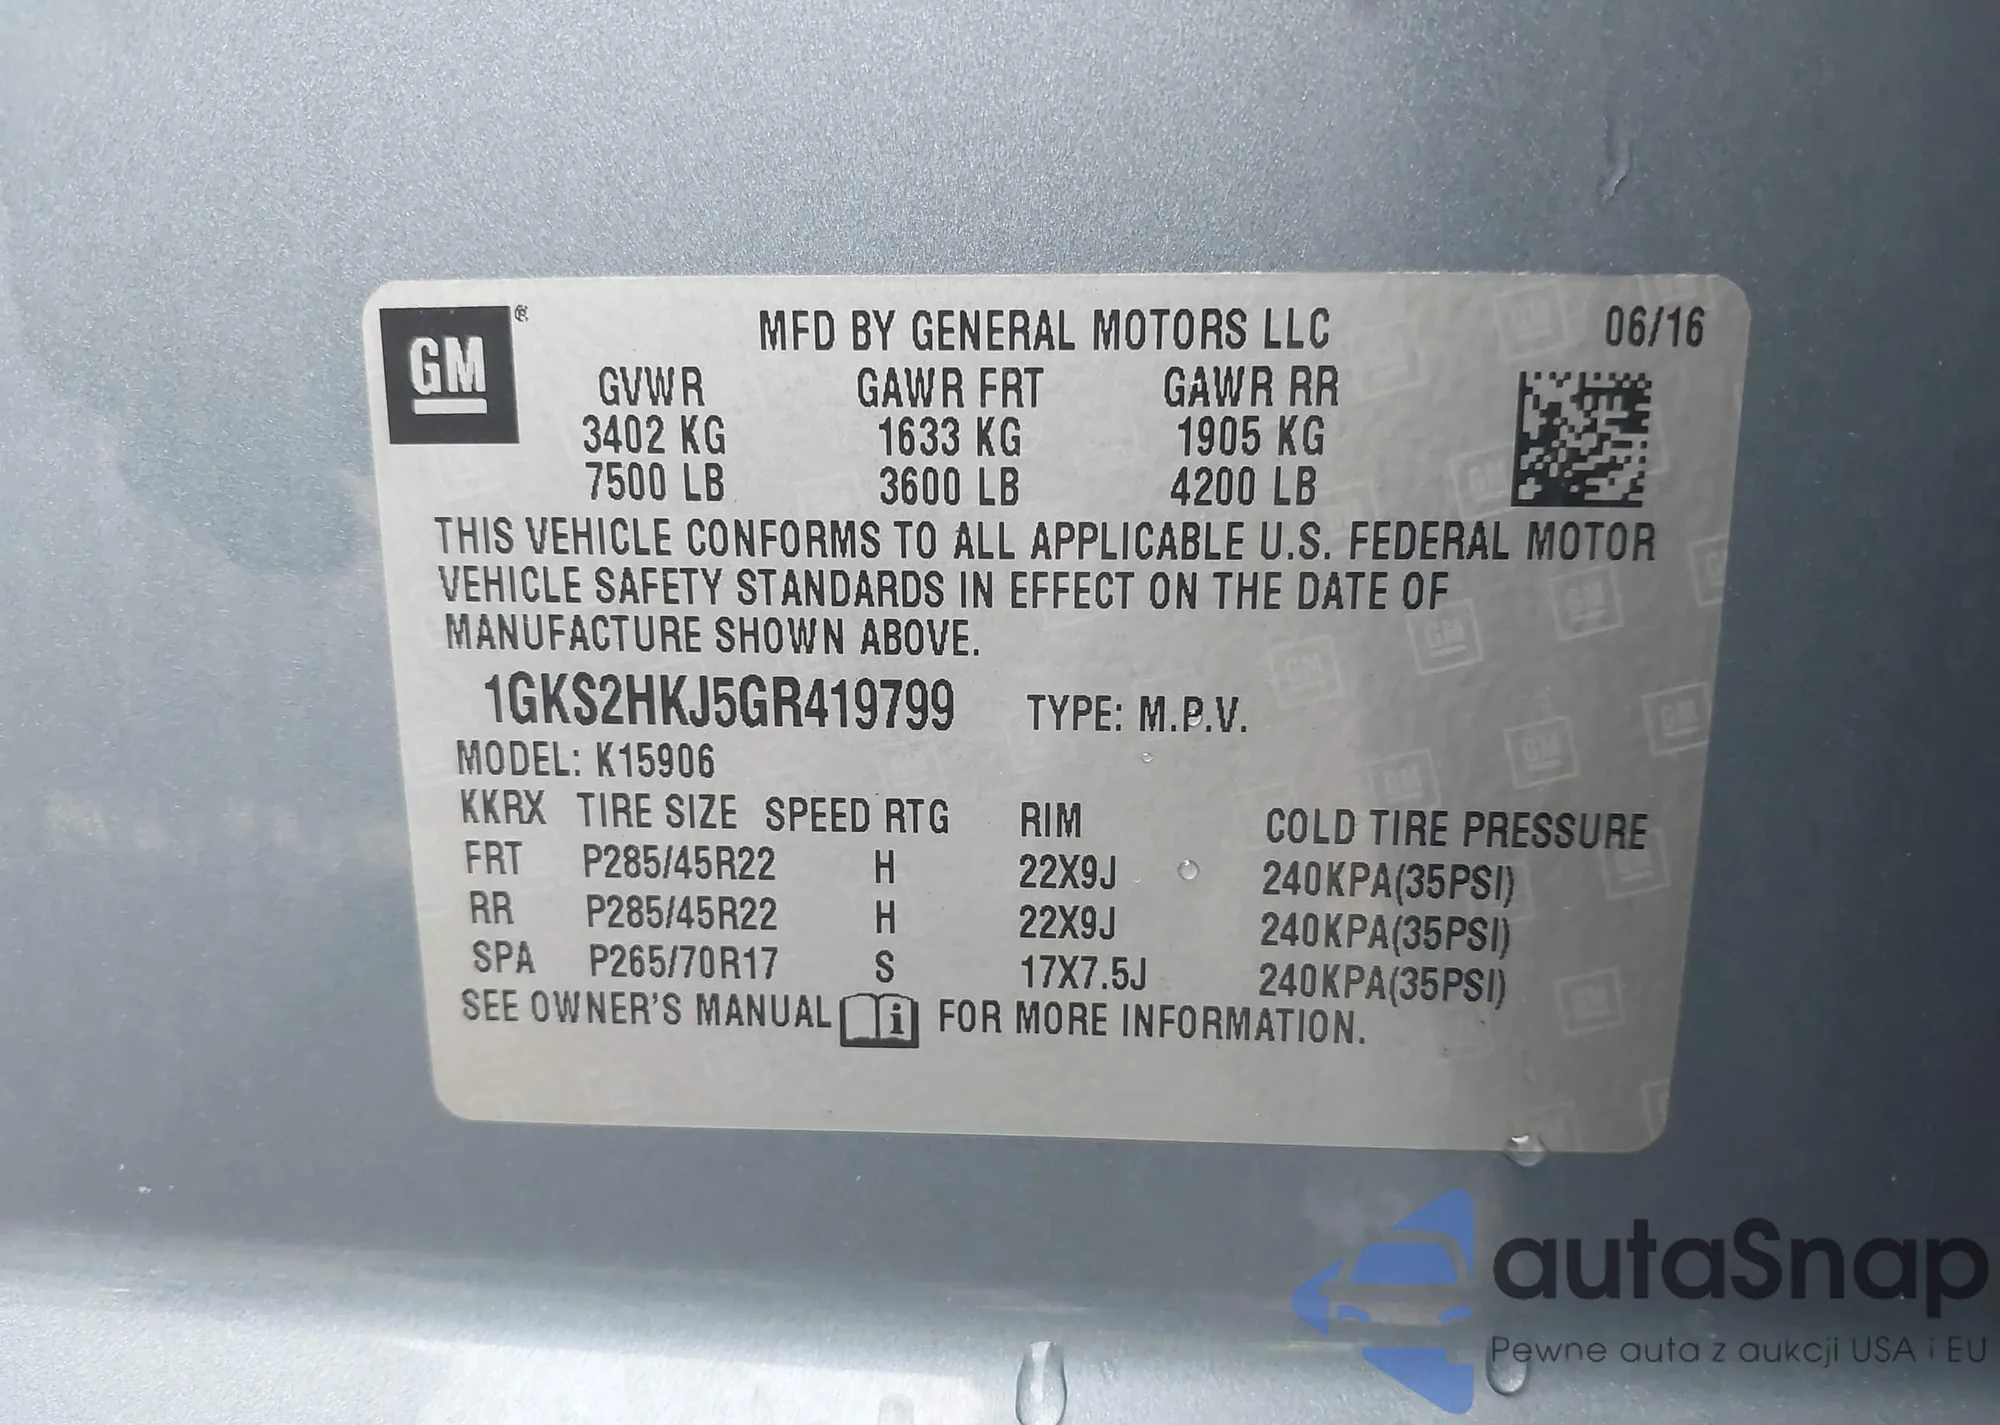 GM ®
MFD BY GENERAL MOTORS LLC 06/16
GVWR GAWR FRT GAWR RR
3402 KG 1633 KG 1905 KG
7500 LB 3600 LB 4200 LB
THIS VEHICLE CONFORMS TO ALL APPLICABLE U.S. FEDERAL MOTOR
VEHICLE SAFETY STANDARDS IN EFFECT ON THE DATE OF
MANUFACTURE SHOWN ABOVE.
1GKS2HKJ5GR419799 TYPE: M.P.V.
MODEL: K15906
KKRX TIRE SIZE SPEED RTG RIM COLD TIRE PRESSURE
FRT P285/45R22 H 22X9J 240KPA(35PSI)
RR P285/45R22 H 22X9J 240KPA(35PSI)
SPA P265/70R17 S 17X7.5J 240KPA(35PSI)
SEE OWNER'S MANUAL i FOR MORE INFORMATION.
autaSnap
Pewne auta z aukcji USA i EU